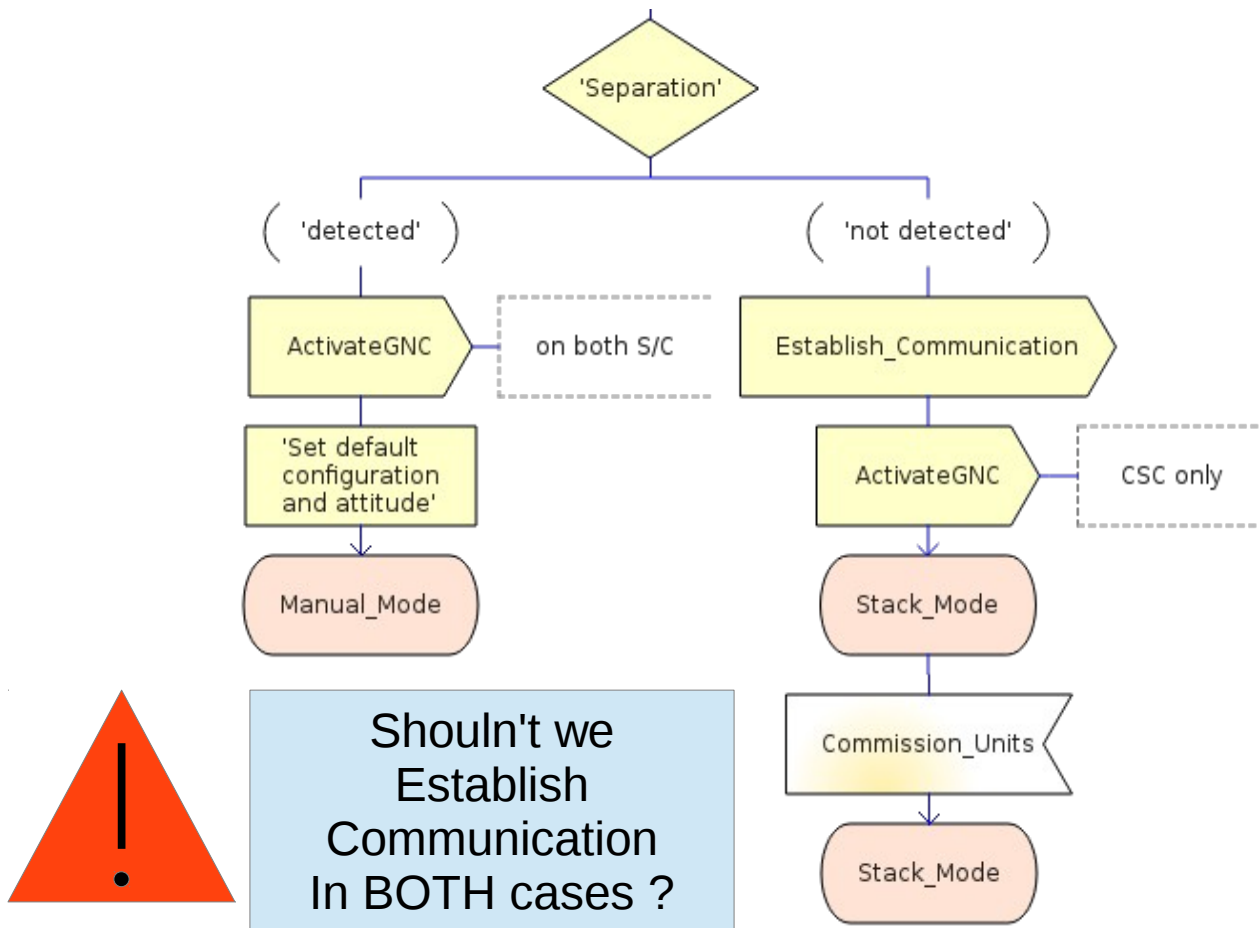 'Separation'
'detected'
'not detected'
ActivateGNC
on both S/C
Establish_Communication
'Set default
configuration
and attitude'
ActivateGNC
CSC only
Manual_Mode
Stack_Mode
Commission_Units
Stack_Mode
!
Shouln't we
Establish
Communication
In BOTH cases ?